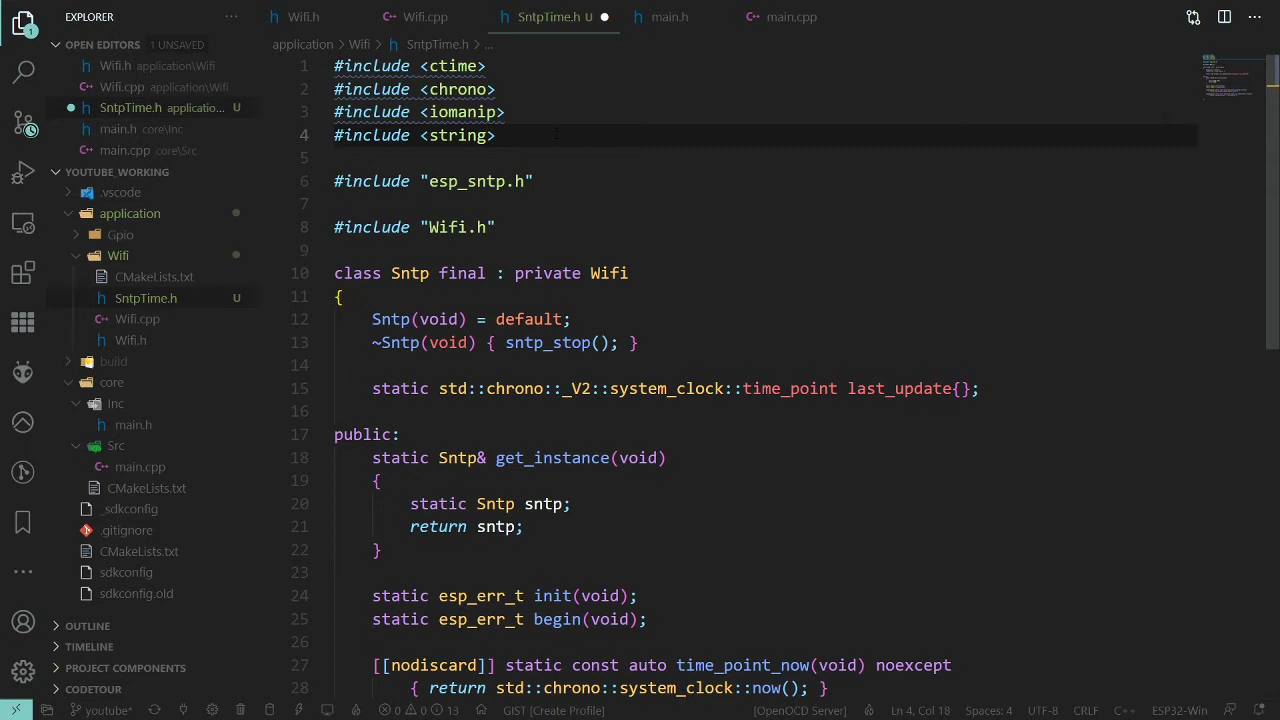 EXPLORER
Wifi.h
Wifi.cpp
SntpTime.h U
main.h
main.cpp
OPEN EDITORS 1 UNSAVED
Wifi.h application\Wifi
Wifi.cpp application\Wifi
SntpTime.h applicatio... U
main.h core\Inc
main.cpp core\Src
YOUTUBE_WORKING
.vscode
application
Gpio
Wifi
CMakeLists.txt
SntpTime.h U
Wifi.cpp
Wifi.h
build
core
Inc
main.h
Src
main.cpp
CMakeLists.txt
_sdkconfig
.gitignore
CMakeLists.txt
sdkconfig
sdkconfig.old
OUTLINE
TIMELINE
PROJECT COMPONENTS
CODETOUR
application > Wifi > SntpTime.h > ...
1 #include <ctime>
2 #include <chrono>
3 #include <iomanip>
4 #include <string>
5
6 #include "esp_sntp.h"
7
8 #include "Wifi.h"
9
10 class Sntp final : private Wifi
11 {
12 Sntp(void) = default;
13 ~Sntp(void) { sntp_stop(); }
14
15 static std::chrono::_V2::system_clock::time_point last_update{};
16
17 public:
18 static Sntp& get_instance(void)
19 {
20 static Sntp sntp;
21 return sntp;
22 }
23
24 static esp_err_t init(void);
25 static esp_err_t begin(void);
26
27 [[nodiscard]] static const auto time_point_now(void) noexcept
28 { return std::chrono::system_clock::now(); }
youtube* 0 0 13 GIST [Create Profile] [OpenOCD Server] Ln 4, Col 18 Spaces: 4 UTF-8 CRLF C++ ESP32-Win